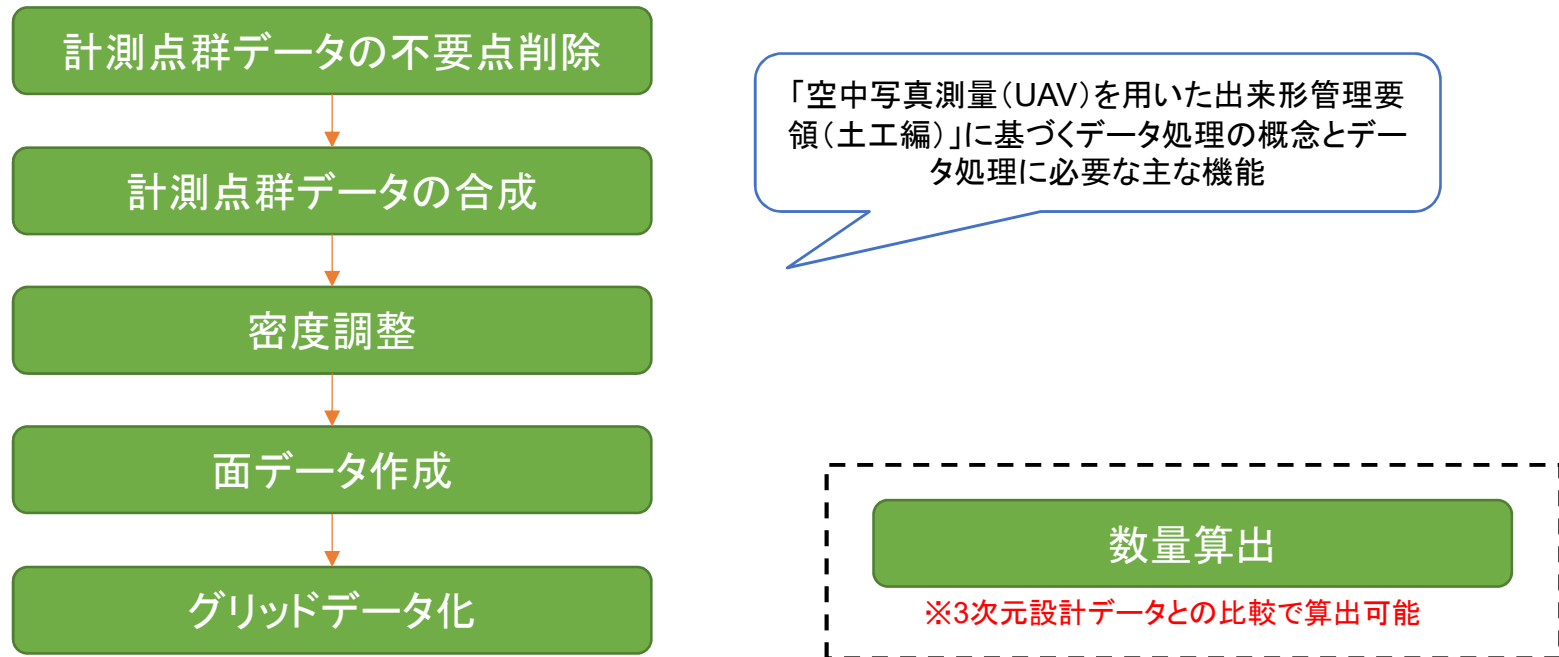 計測点群データの不要点削除
計測点群データの合成
密度調整
面データ作成
グリッドデータ化
「空中写真測量(UAV)を用いた出来形管理要
領(土工編)」に基づくデータ処理の概念とデー
タ処理に必要な主な機能
数量算出
※3次元設計データとの比較で算出可能